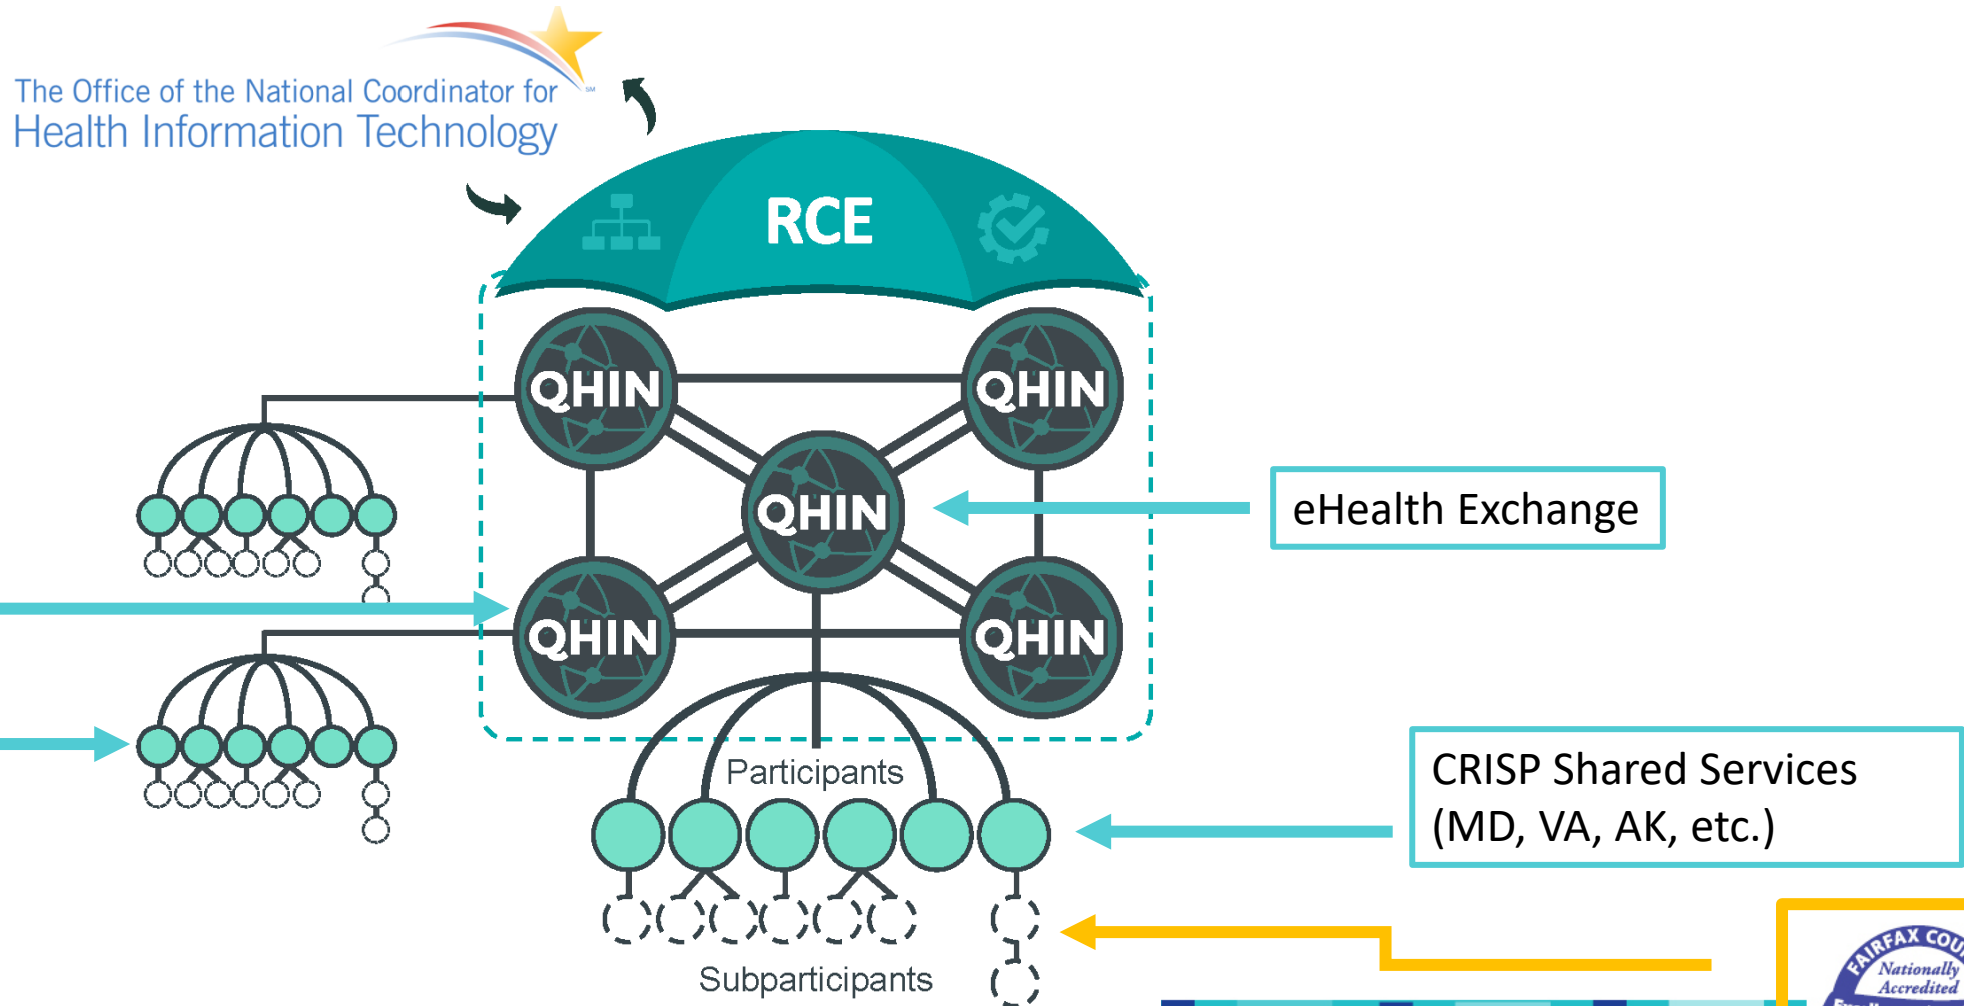 The Office of the National Coordinator for
Health Information Technology
SM
RCE
QHIN
QHIN
QHIN
eHealth Exchange
QHIN
QHIN
Participants
CRISP Shared Services
(MD, VA, AK, etc.)
Subparticipants
Nationally
Accredited